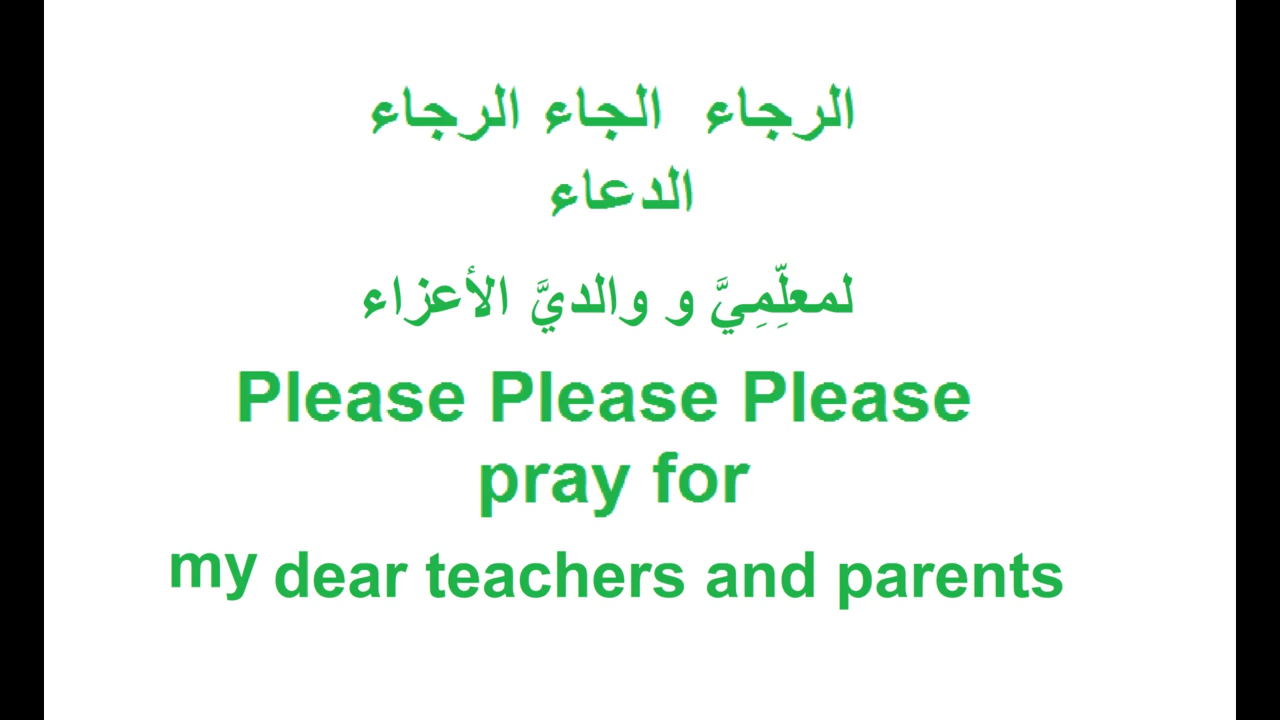 الرجاء الجاء الرجاء
الدعاء
لمعلِّمِيَّ و والديَّ الأعزاء
Please Please Please
pray for
my dear teachers and parents